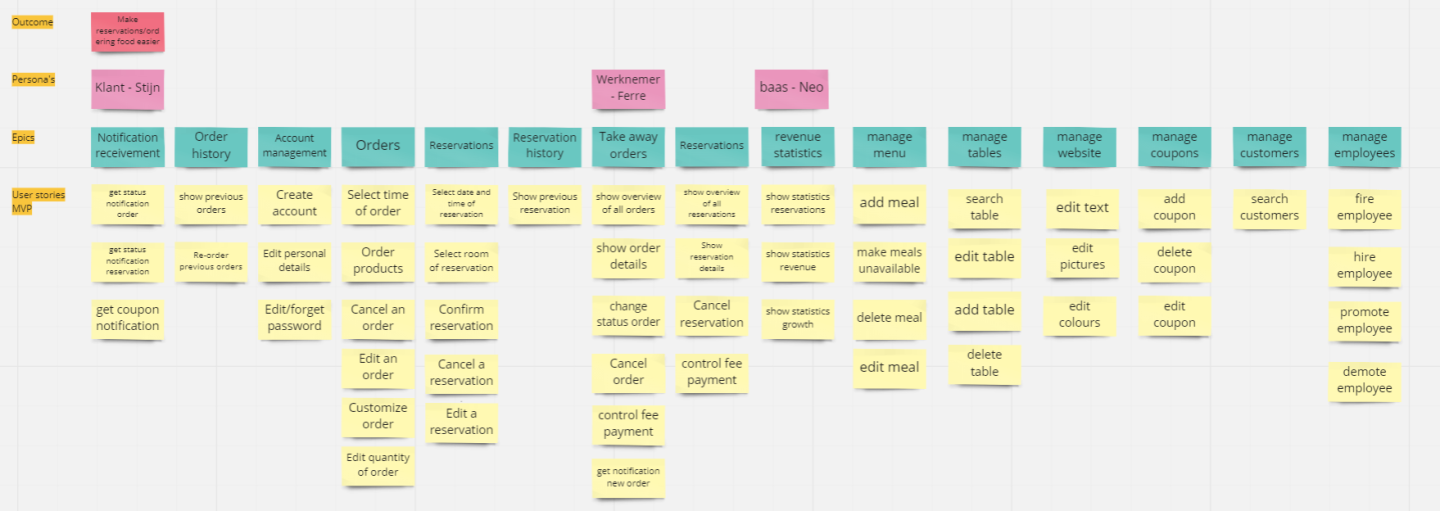 Outcome
Make
reservations/ord
ering food easier
Persona's
Klant - Stijn
Werknemer
- Ferre
baas - Neo
Epics
Notification
receivement
Order
history
Account
management
Orders
Reservations
Reservation
history
Take away
orders
Reservations
revenue
statistics
manage
menu
manage
tables
manage
website
manage
coupons
manage
customers
manage
employees
User stories
MVP
get status
notification
order
get status
notification
reservation
get coupon
notification
show previous
orders
Re-order
previous orders
Create
account
Edit personal
details
Edit/forget
password
Select time
of order
Order
products
Cancel an
order
Edit an
order
Customize
order
Edit quantity
of order
Select date and
time of
reservation
Select room
of reservation
Confirm
reservation
Cancel a
reservation
Edit a
reservation
Show previous
reservation
show overview
of all orders
show order
details
change
status order
Cancel
order
control fee
payment
get notification
new order
show overview
of all
reservations
Show
reservation
details
Cancel
reservation
control fee
payment
show statistics
reservations
show statistics
revenue
show statistics
growth
add meal
make meals
unavailable
delete meal
edit meal
search
table
edit table
add table
delete
table
edit text
edit
pictures
edit
colours
add
coupon
delete
coupon
edit
coupon
search
customers
fire
employee
hire
employee
promote
employee
demote
employee